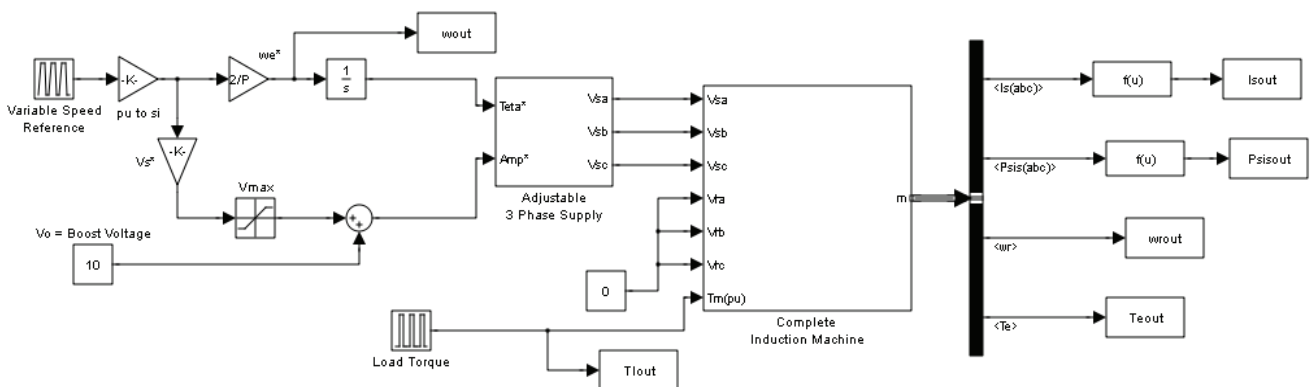 wout
we*
-K-
2/P
1
s
Variable Speed
Reference
pu to si
-K-
Vs*
Vmax
Teta*
Amp*
Vsa
Vsb
Vsc
Adjustable
3 Phase Supply
Vo = Boost Voltage
10
0
Load Torque
Tlout
Vsa
Vsb
Vsc
Vra
Vrb
Vrc
Tm(pu)
m
Complete
Induction Machine
<Is(abc)>
f(u)
Isout
<Psis(abc)>
f(u)
Psisout
<wr>
wrout
<Te>
Teout